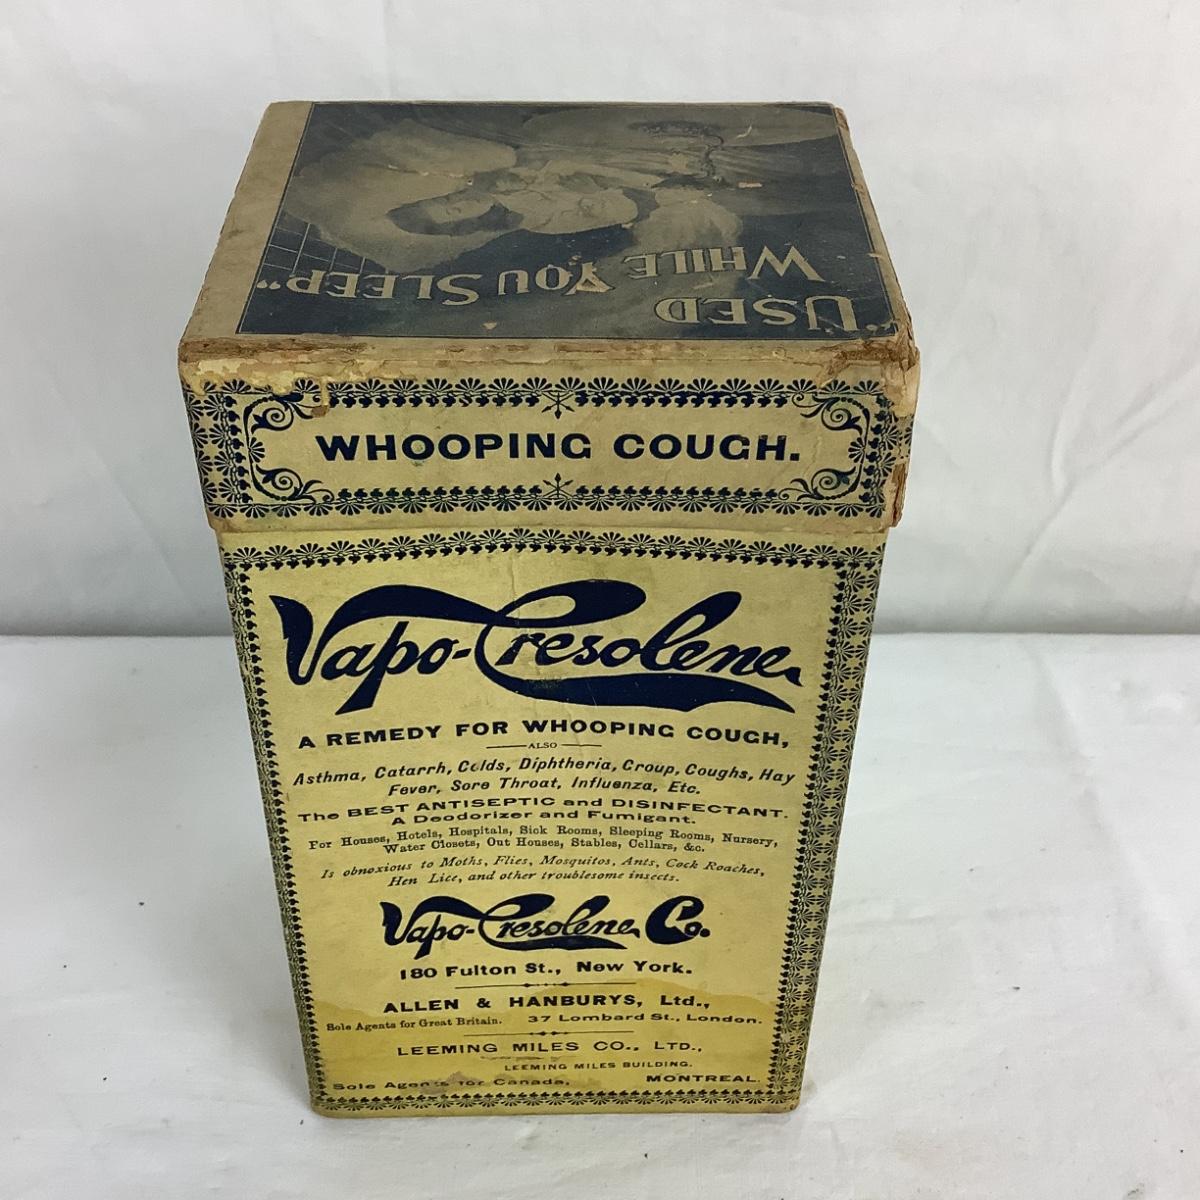 "USED
WHILE YOU SLEEP"
WHOOPING COUGH.
Vapo-Cresolene.
A REMEDY FOR WHOOPING COUGH,
ALSO
Asthma, Catarrh, Colds, Diphtheria, Croup, Coughs, Hay
Fever, Sore Throat, Influenza, Etc.
The BEST ANTISEPTIC and DISINFECTANT.
A Deodorizer and Fumigant.
For Houses, Hotels, Hospitals, Sick Rooms, Sleeping Rooms, Nursery,
Water Closets, Out Houses, Stables, Cellars, &c.
Is obnoxious to Moths, Flies, Mosquitos, Ants, Cock Roaches,
Hen Lice, and other troublesome insects.
Vapo-Cresolene Co.
180 Fulton St., New York.
ALLEN & HANBURYS, Ltd.,
Sole Agents for Great Britain. 37 Lombard St., London.
LEEMING MILES CO., LTD.,
LEEMING MILES BUILDING.
Sole Agents for Canada, MONTREAL.